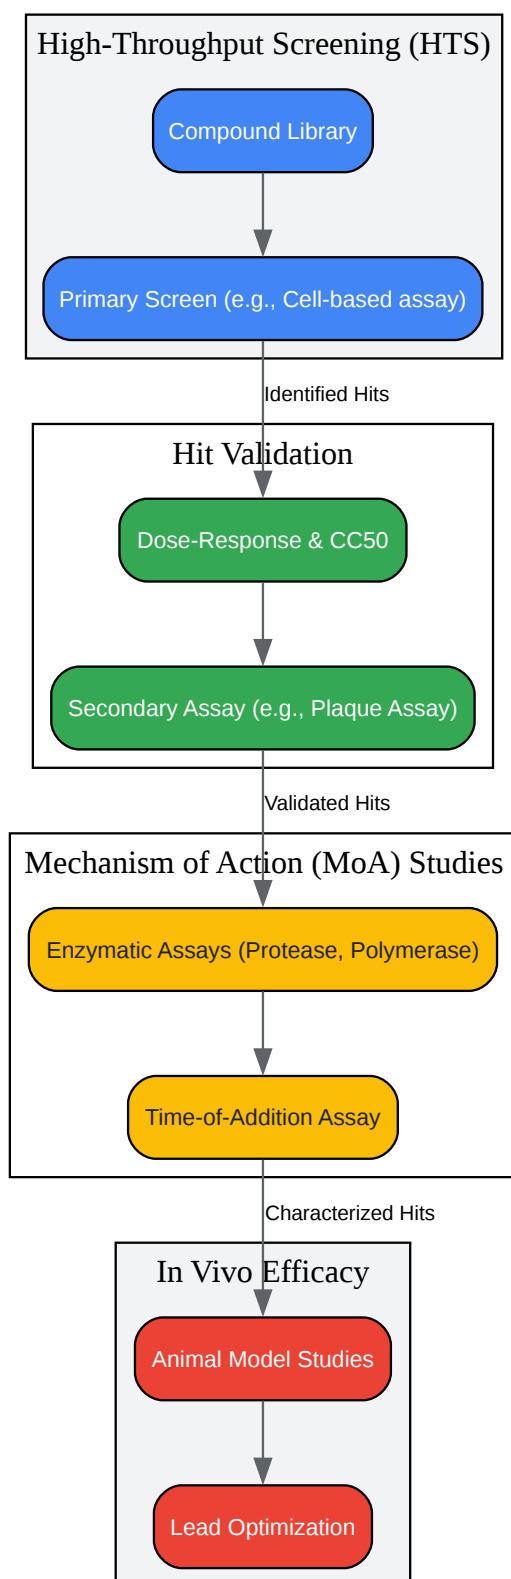 High-Throughput Screening (HTS)
Compound Library
Primary Screen (e.g., Cell-based assay)
Identified Hits
Hit Validation
Dose-Response & CC50
Secondary Assay (e.g., Plaque Assay)
Validated Hits
Mechanism of Action (MoA) Studies
Enzymatic Assays (Protease, Polymerase)
Time-of-Addition Assay
Characterized Hits
In Vivo Efficacy
Animal Model Studies
Lead Optimization